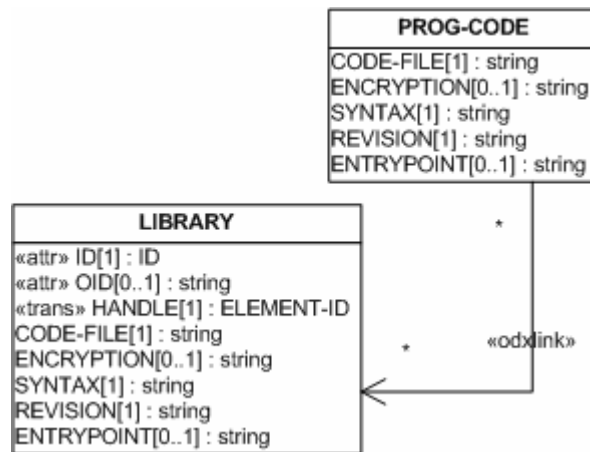 PROG-CODE
CODE-FILE[1] : string
ENCRYPTION[0..1] : string
SYNTAX[1] : string
REVISION[1] : string
ENTRYPOINT[0..1] : string
*
LIBRARY
«attr» ID[1] : ID
«attr» OID[0..1] : string
«trans» HANDLE[1] : ELEMENT-ID
CODE-FILE[1] : string
ENCRYPTION[0..1] : string
SYNTAX[1] : string
REVISION[1] : string
ENTRYPOINT[0..1] : string
*
«odxlink»